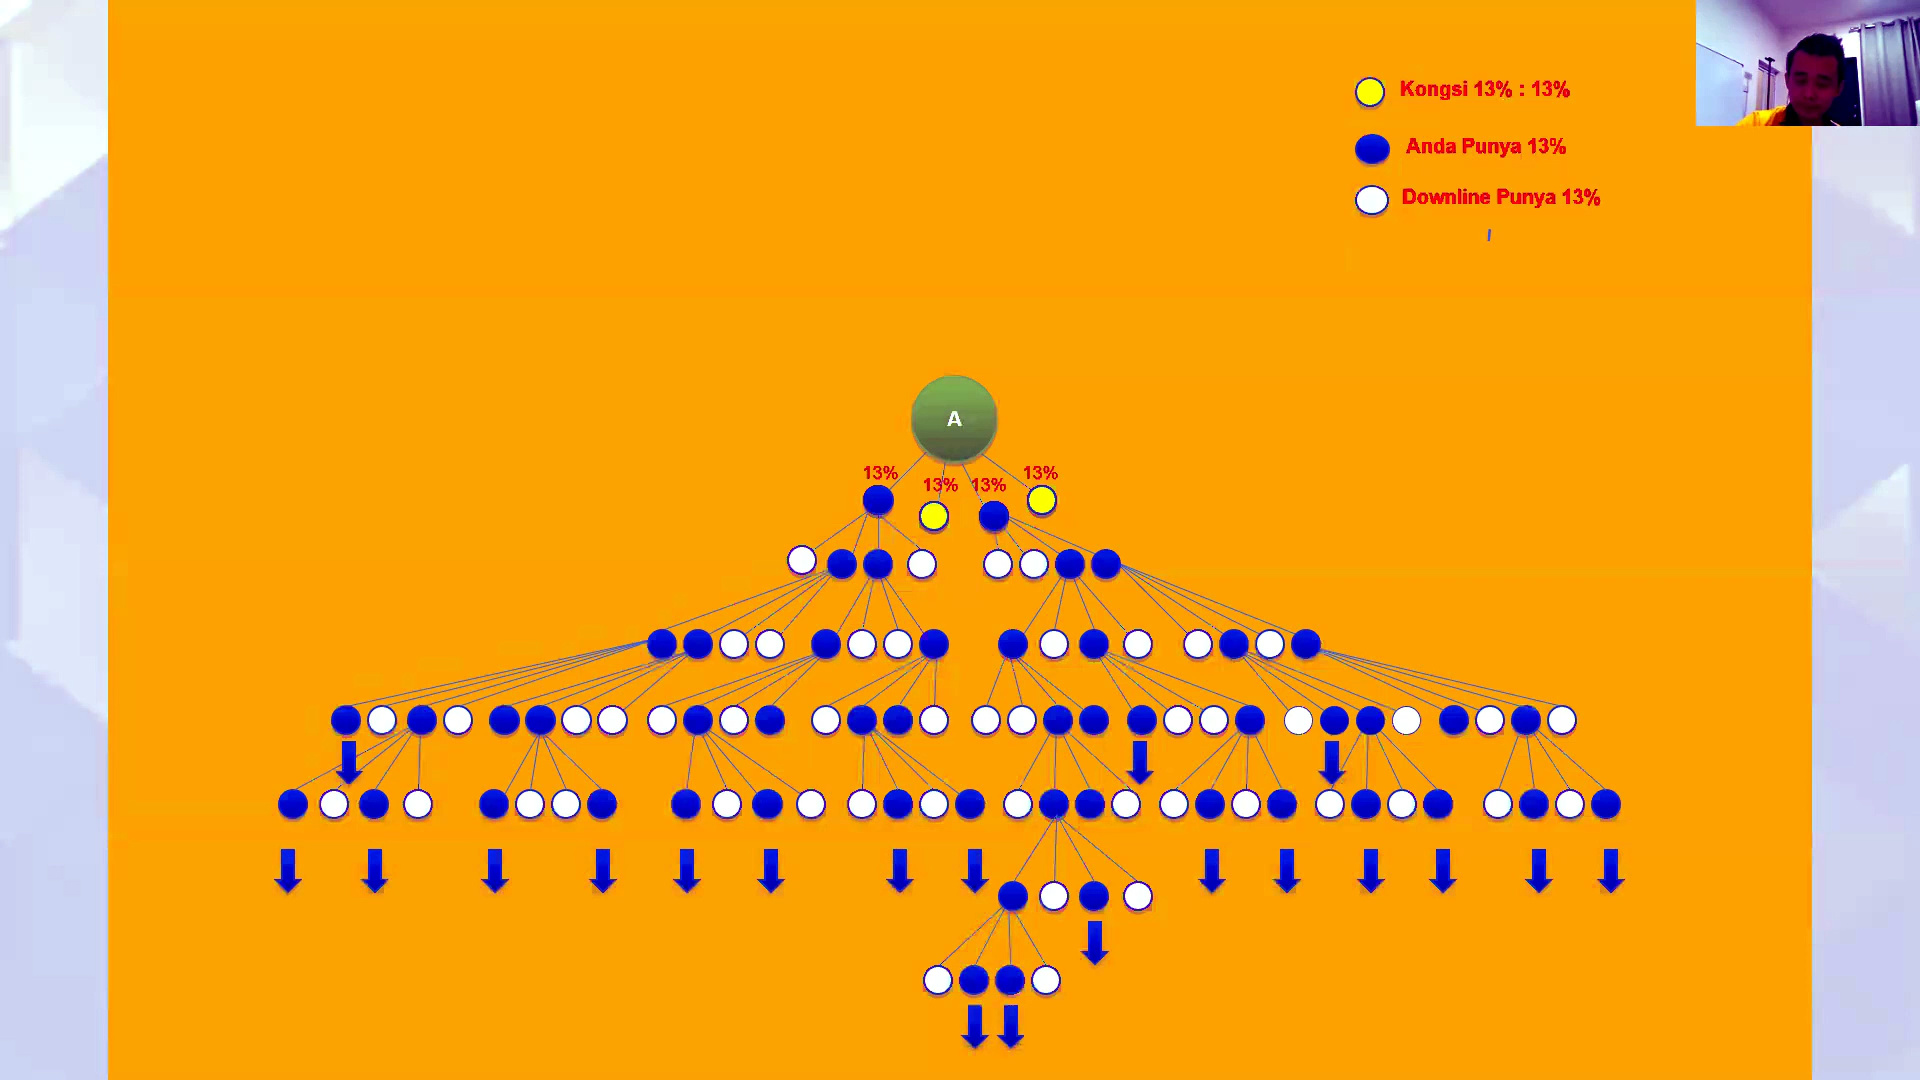 Kongsi 13% : 13%
Anda Punya 13%
Downline Punya 13%
A
13%
13%
13%
13%